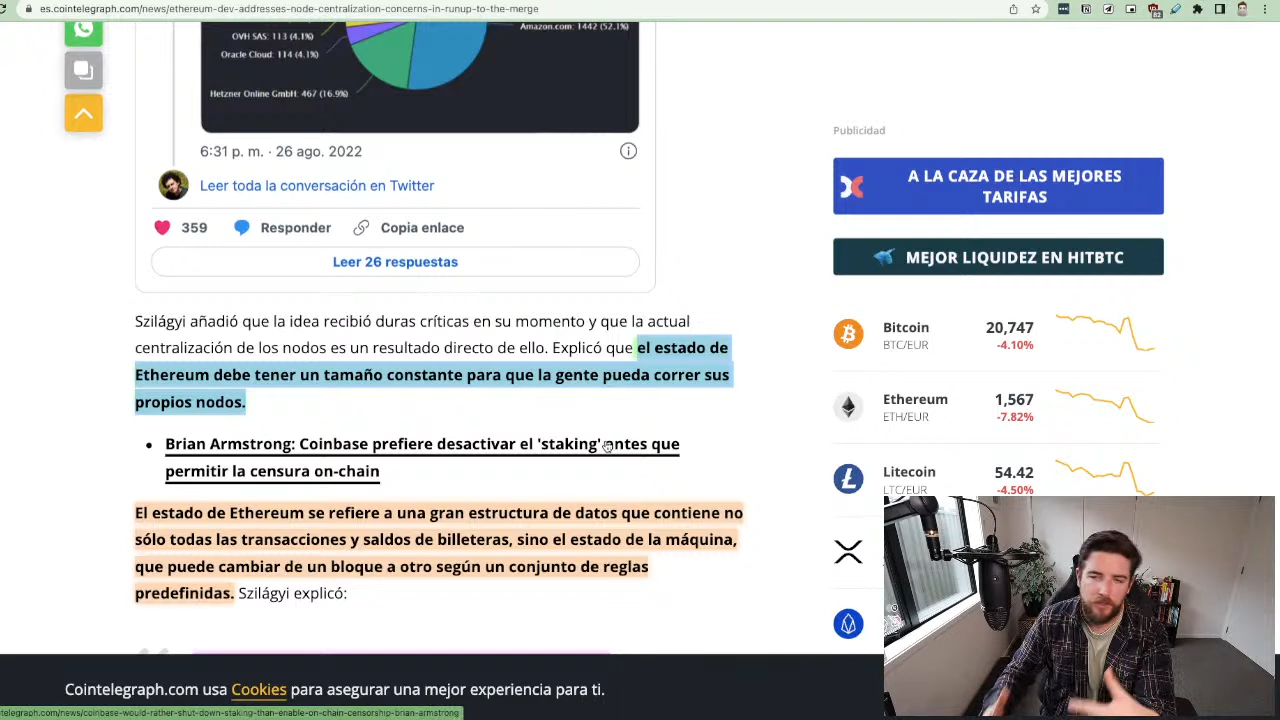 es.cointelegraph.com/news/ethereum-dev-addresses-node-centralization-concerns-in-runup-to-the-merge
82
OVH SAS: 113 (4.1%)
Amazon.com: 1442 (52.1%)
Oracle Cloud: 114 (4.1%)
Hetzner Online GmbH: 467 (16.9%)
6:31 p. m. · 26 ago. 2022
Leer toda la conversación en Twitter
359 Responder Copia enlace
Leer 26 respuestas
Szilágyi añadió que la idea recibió duras críticas en su momento y que la actual
centralización de los nodos es un resultado directo de ello. Explicó que el estado de
Ethereum debe tener un tamaño constante para que la gente pueda correr sus
propios nodos.
• Brian Armstrong: Coinbase prefiere desactivar el 'staking' antes que
permitir la censura on-chain
El estado de Ethereum se refiere a una gran estructura de datos que contiene no
sólo todas las transacciones y saldos de billeteras, sino el estado de la máquina,
que puede cambiar de un bloque a otro según un conjunto de reglas
predefinidas. Szilágyi explicó:
Publicidad
A LA CAZA DE LAS MEJORES
TARIFAS
MEJOR LIQUIDEZ EN HITBTC
Bitcoin 20,747
BTC/EUR -4.10%
Ethereum 1,567
ETH/EUR -7.82%
Litecoin 54.42
LTC/EUR -4.50%
Cointelegraph.com usa Cookies para asegurar una mejor experiencia para ti.
ntelegraph.com/news/coinbase-would-rather-shut-down-staking-than-enable-on-chain-censorship-brian-armstrong